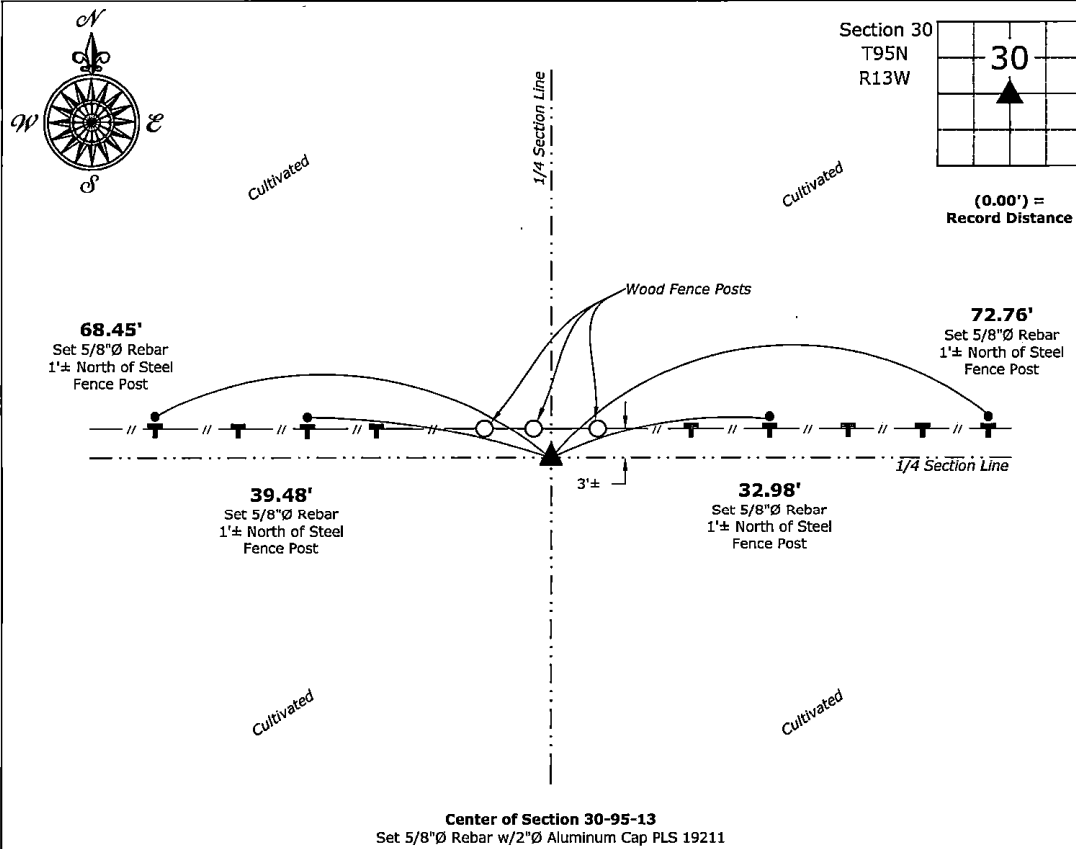 N
W
E
S
Section 30
T95N
R13W
30
(0.00') =
Record Distance
1/4 Section Line
Cultivated
Cultivated
Wood Fence Posts
68.45'
Set 5/8"Ø Rebar
1'± North of Steel
Fence Post
72.76'
Set 5/8"Ø Rebar
1'± North of Steel
Fence Post
1/4 Section Line
3'±
39.48'
Set 5/8"Ø Rebar
1'± North of Steel
Fence Post
32.98'
Set 5/8"Ø Rebar
1'± North of Steel
Fence Post
Cultivated
Cultivated
Center of Section 30-95-13
Set 5/8"Ø Rebar w/2"Ø Aluminum Cap PLS 19211